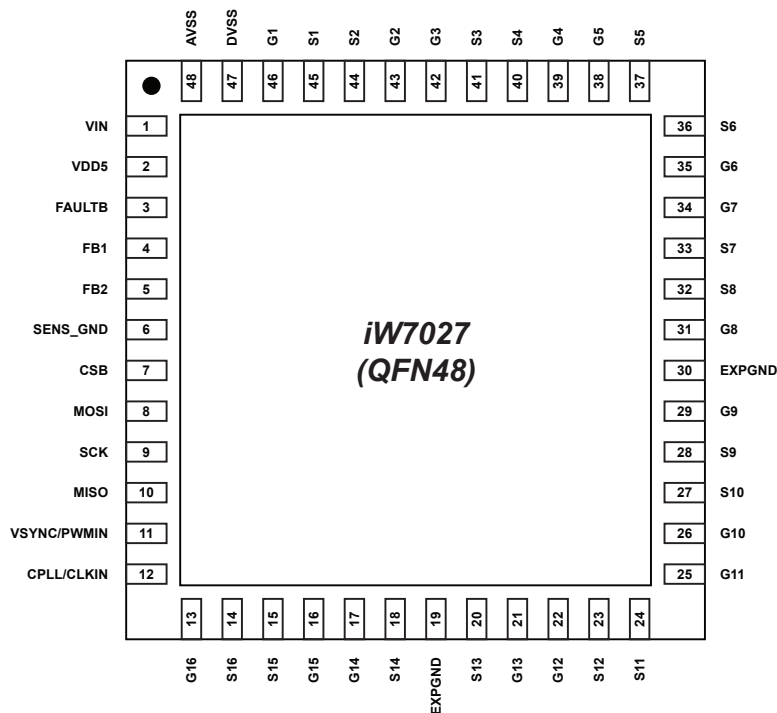 AVSS DVSS G1 S1 S2 G2 G3 S3 S4 G4 G5 S5
48 47 46 45 44 43 42 41 40 39 38 37
VIN 1 36 S6
VDD5 2 35 G6
FAULTB 3 34 G7
FB1 4 33 S7
FB2 5 32 S8
SENS_GND 6 31 G8
iW7027
(QFN48)
CSB 7 30 EXPGND
MOSI 8 29 G9
SCK 9 28 S9
MISO 10 27 S10
VSYNC/PWMIN 11 26 G10
CPLL/CLKIN 12 25 G11
13 14 15 16 17 18 19 20 21 22 23 24
G16 S16 S15 G15 G14 S14 EXPGND S13 G13 G12 S12 S11